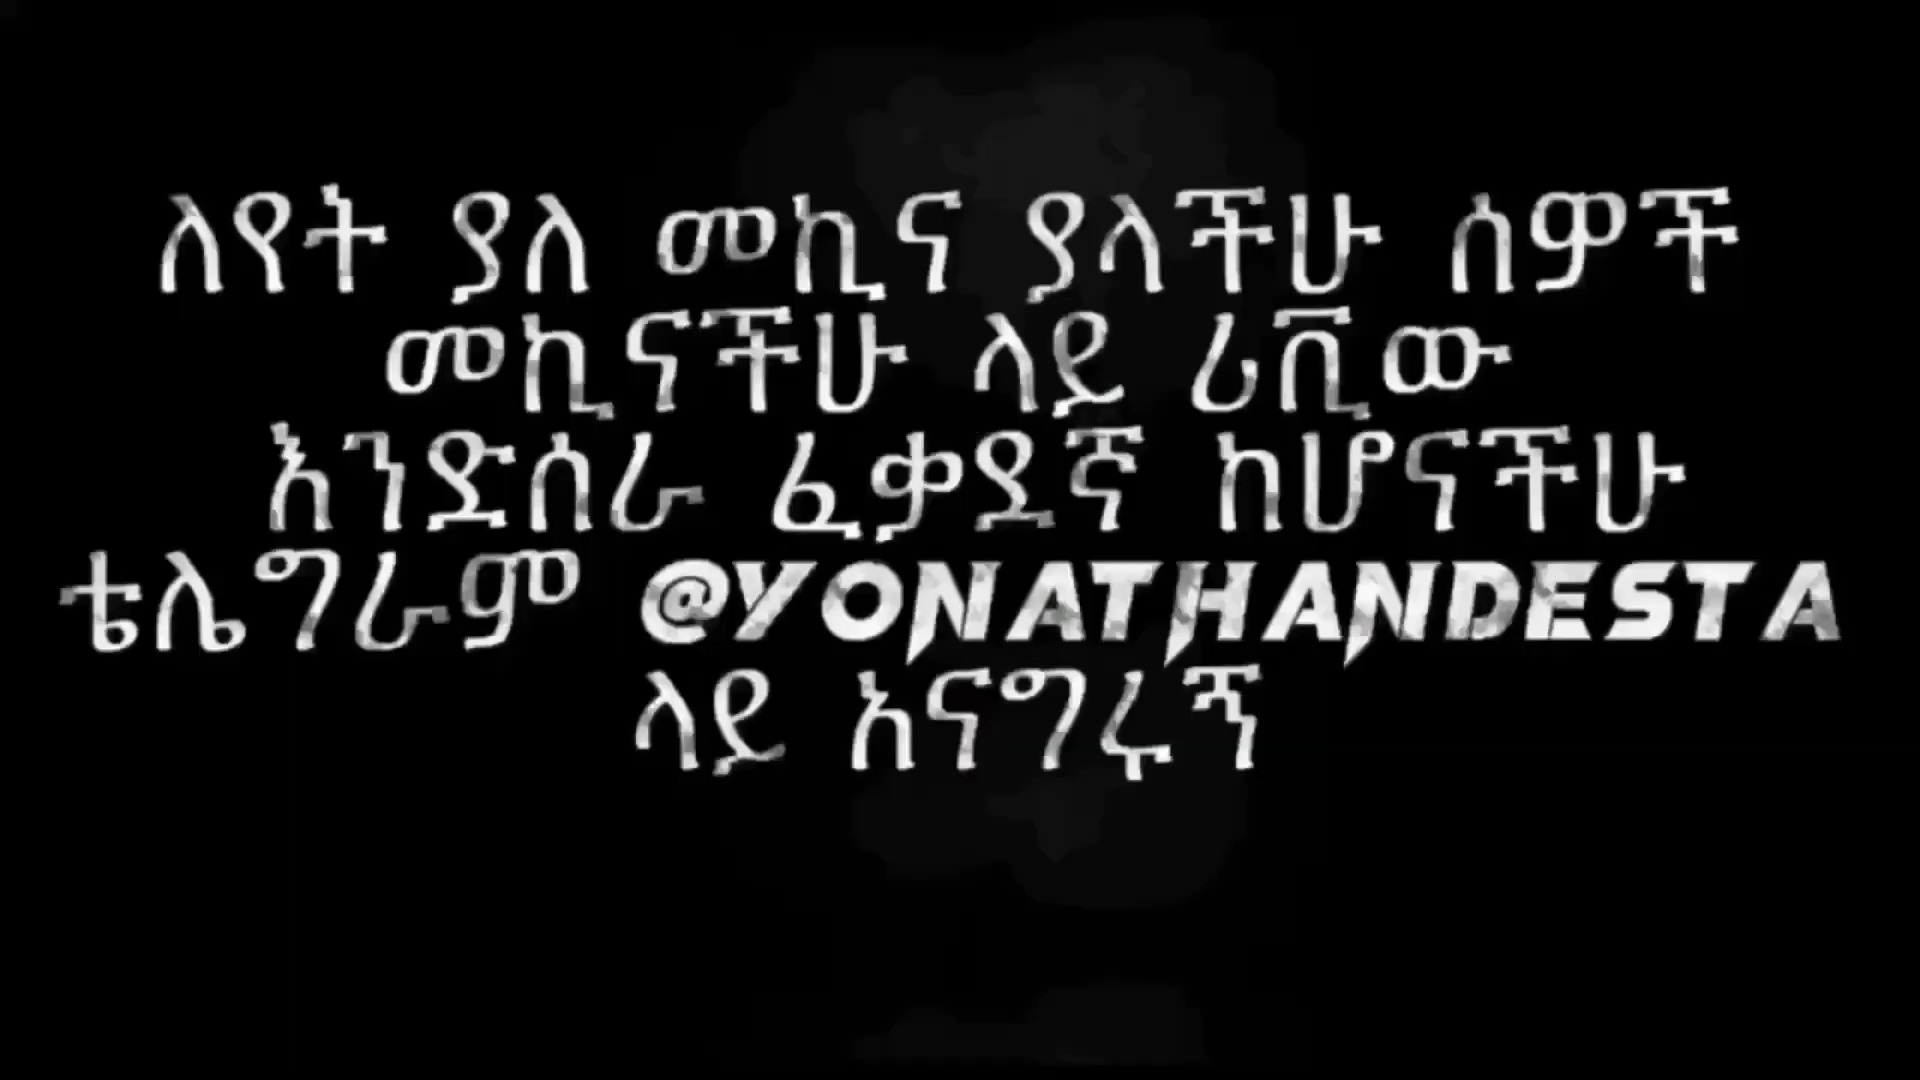 ለየት ያለ መኪና ያላችሁ ሰዎች
መኪናችሁ ላይ ሪቪው
እንድሰራ ፈቃደኛ ከሆናችሁ
ቴሌግራም @YONATHANDESTA
ላይ አናግሩኝ